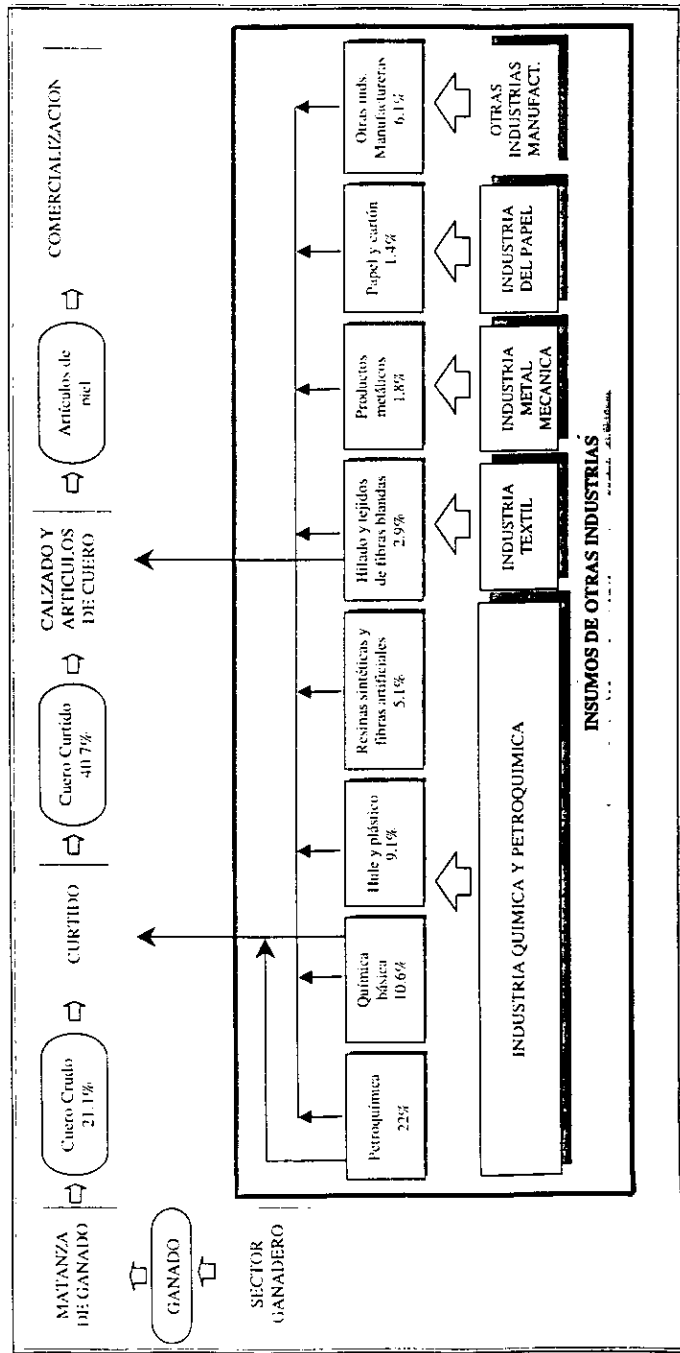 MATANZA
DE GANADO
Cuero Crudo
21.1%
CURTIDO
Cuero Curtido
40.7%
CALZADO Y
ARTICULOS
DE CUERO
Artículos de
piel
COMERCIALIZACION
GANADO
SECTOR
GANADERO
Petroquímica
22%
Química
básica
10.6%
Hule y plástico
9.1%
Resinas sintéticas y
fibras artificiales
5.1%
Hilado y tejidos
de fibras blandas
2.9%
Productos
metálicos
1.8%
Papel y cartón
1.4%
Otras inds.
Manufactureras
6.1%
INDUSTRIA QUIMICA Y PETROQUIMICA
INDUSTRIA
TEXTIL
INDUSTRIA
METAL
MECANICA
INDUSTRIA
DEL PAPEL
OTRAS
INDUSTRIAS
MANUFACT.
INSUMOS DE OTRAS INDUSTRIAS